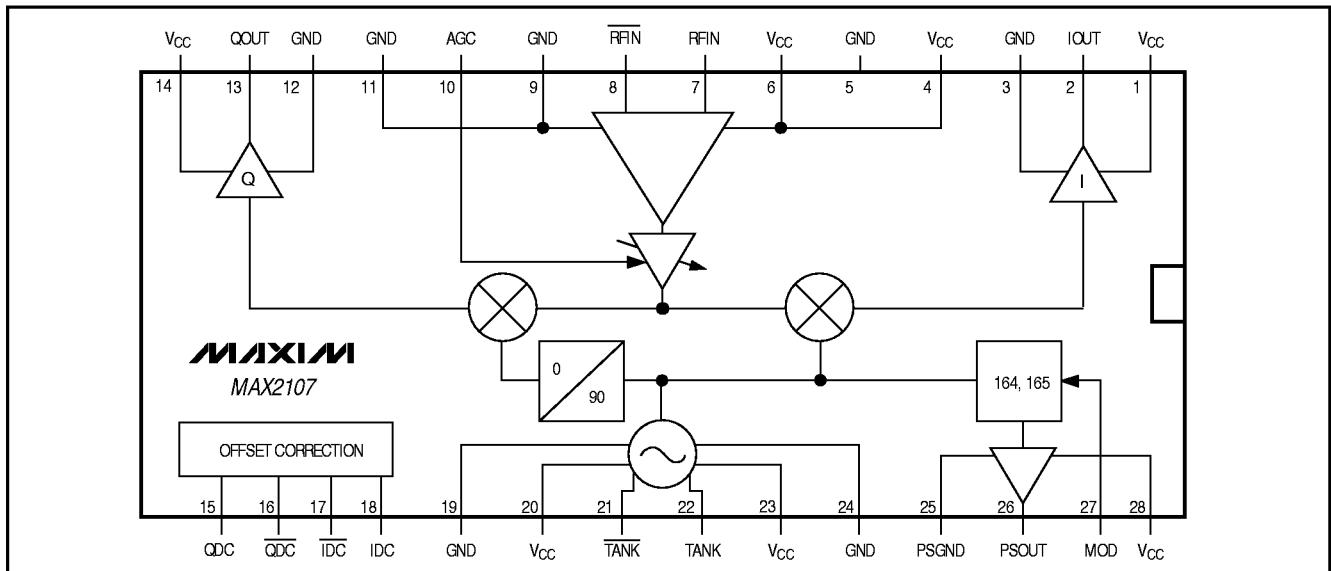 VCC QOUT GND GND AGC GND RFIN RFIN VCC GND VCC GND IOUT VCC
14 13 12 11 10 9 8 7 6 5 4 3 2 1
Q I
MAXIM
MAX2107
0
90
164, 165
OFFSET CORRECTION
15 16 17 18 19 20 21 22 23 24 25 26 27 28
QDC QDC IDC IDC GND VCC TANK TANK VCC GND PSGND PSOUT MOD VCC